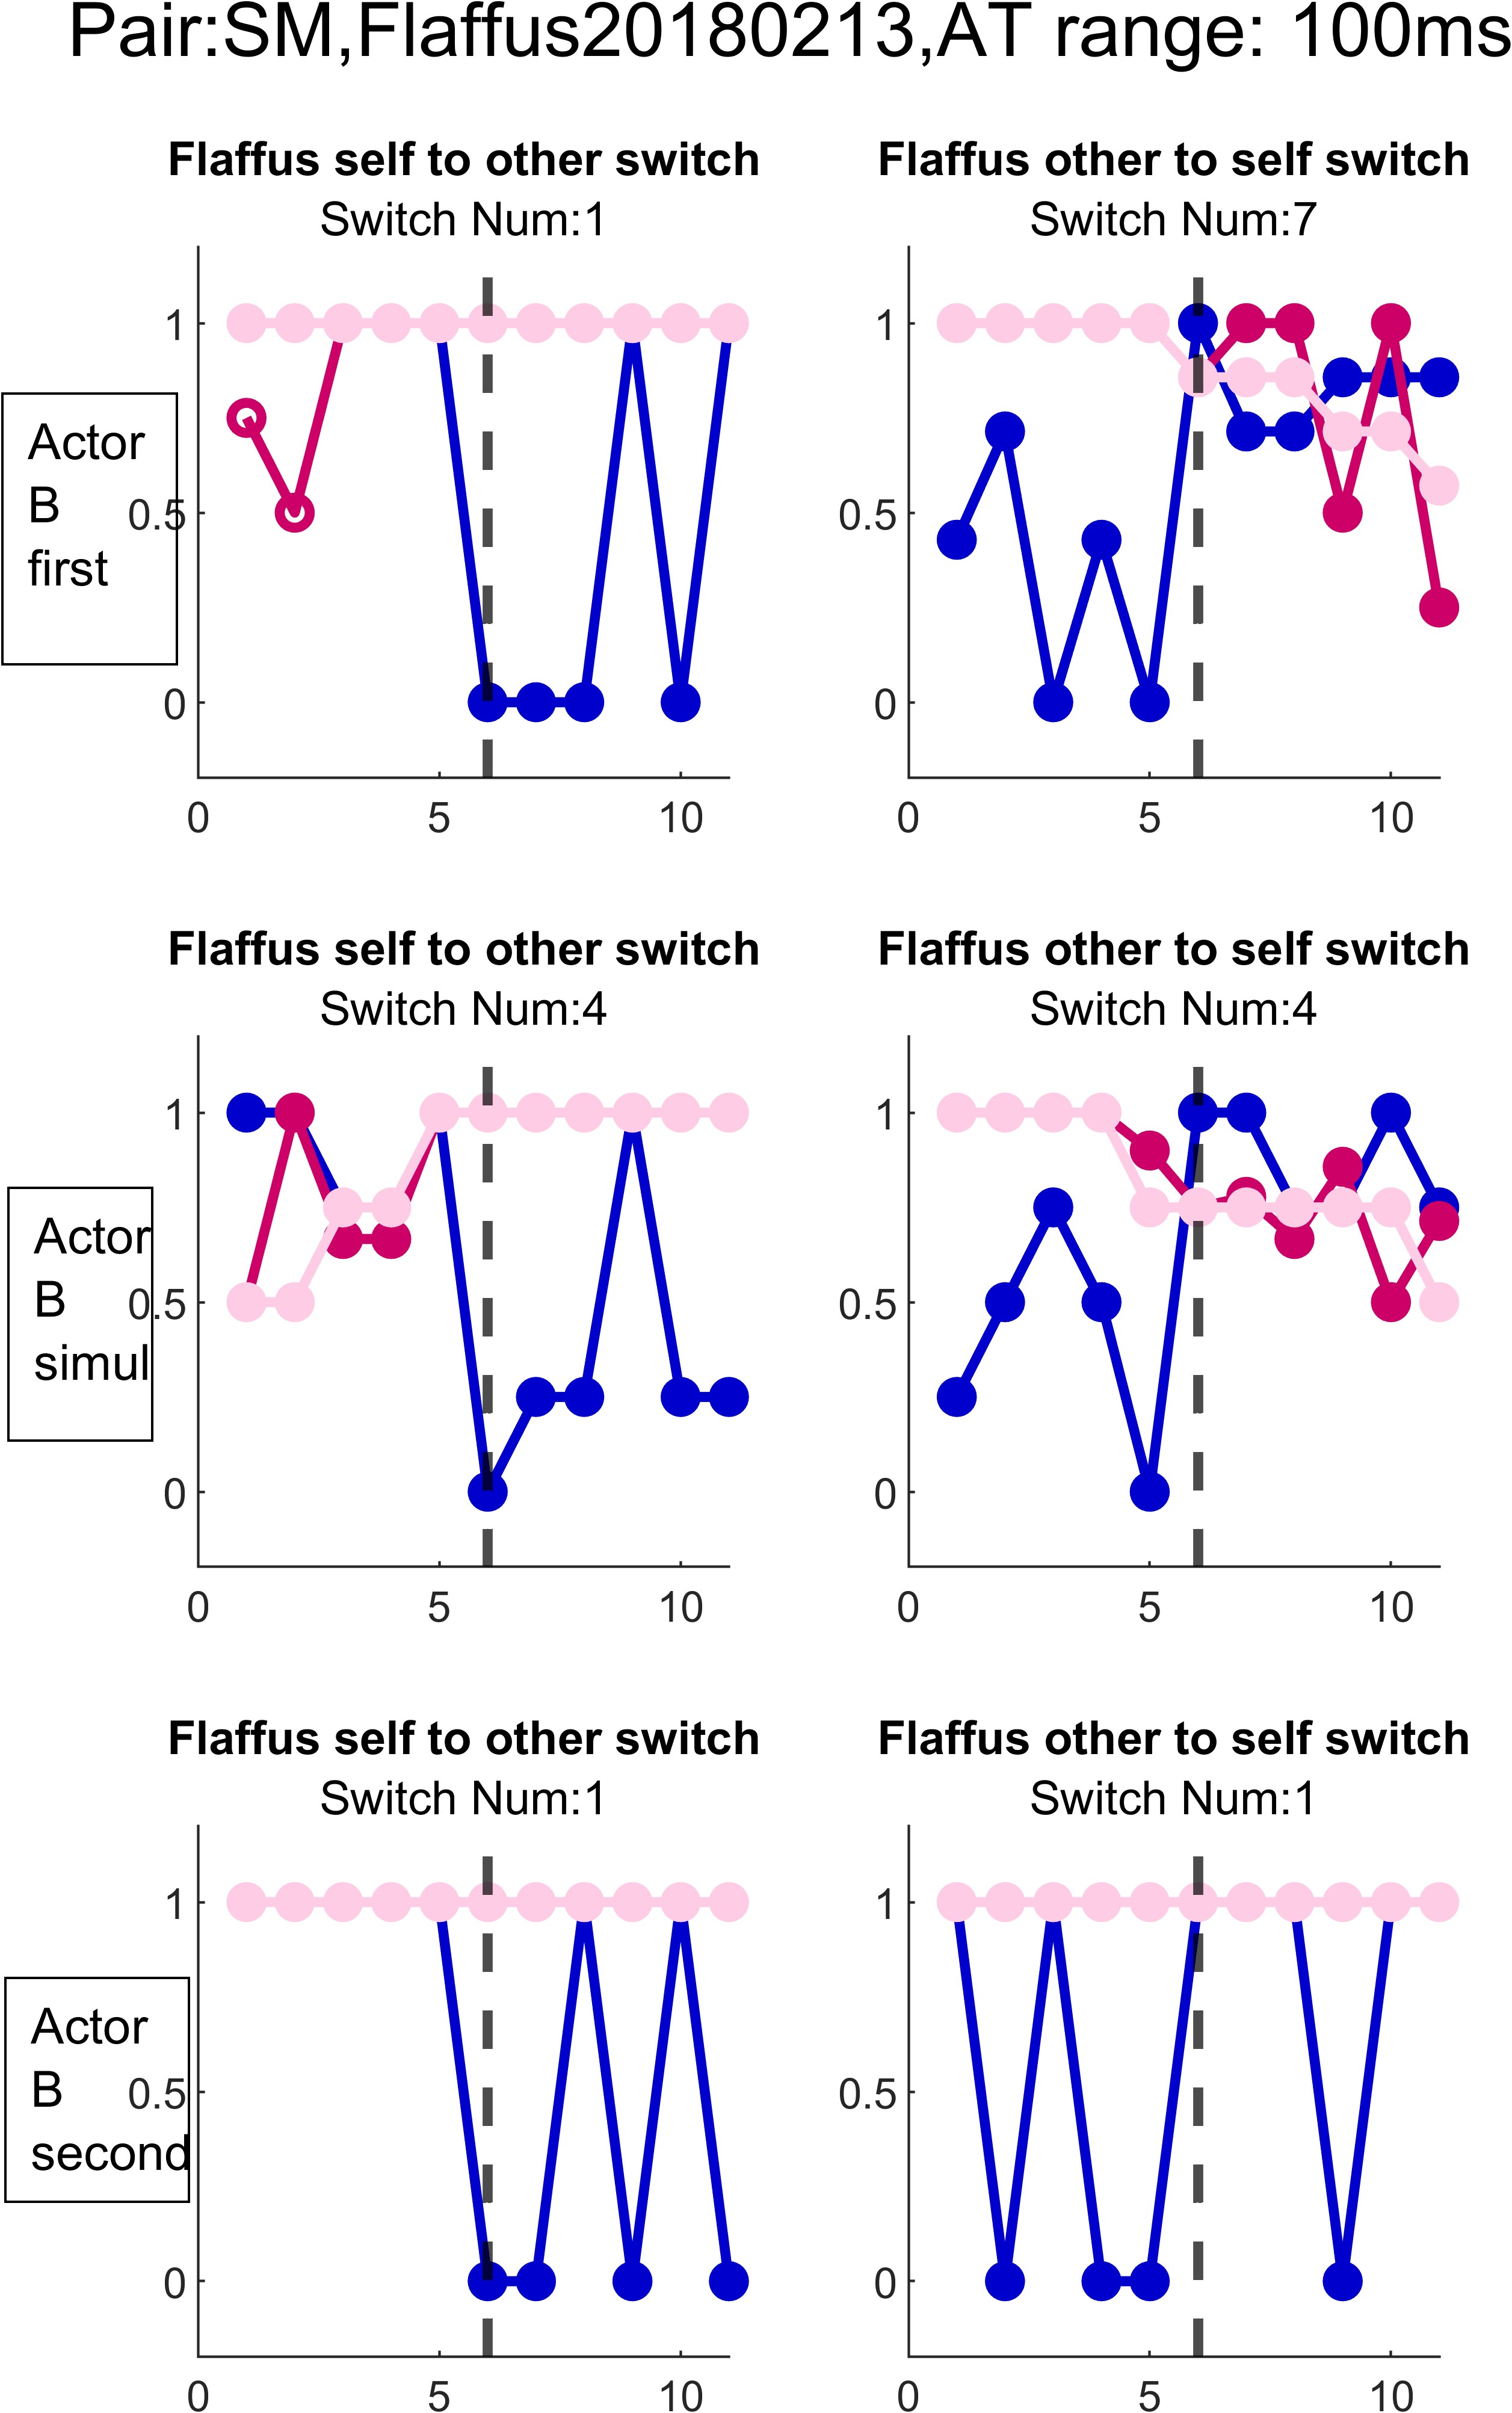 Pair:SM,Flaffus20180213,AT range: 100ms
Flaffus self to other switch
Switch Num:1
Flaffus other to self switch
Switch Num:7
Actor
B
first
1
0.5
0
0
5
10
1
0.5
0
0
5
10
Flaffus self to other switch
Switch Num:4
Flaffus other to self switch
Switch Num:4
Actor
B
simul
1
0.5
0
0
5
10
1
0.5
0
0
5
10
Flaffus self to other switch
Switch Num:1
Flaffus other to self switch
Switch Num:1
Actor
B
second
1
0.5
0
0
5
10
1
0.5
0
0
5
10